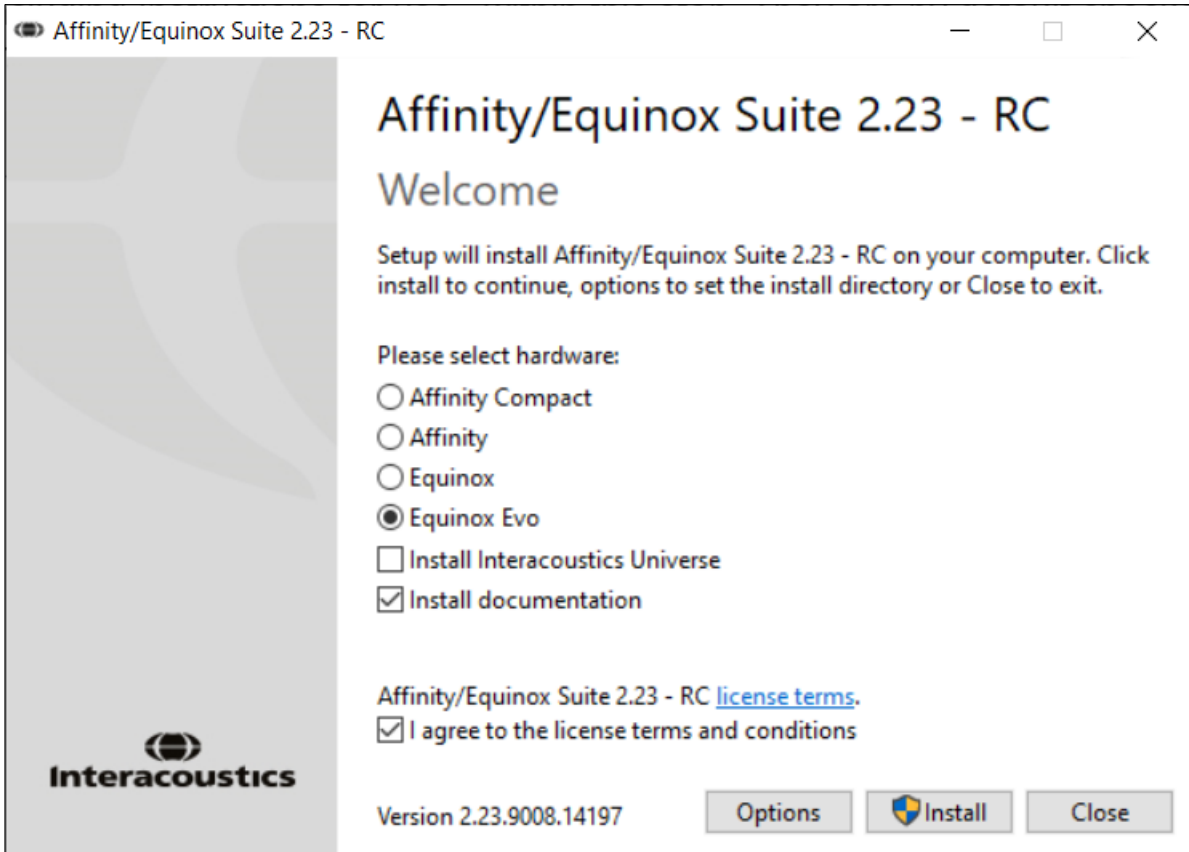 Affinity/Equinox Suite 2.23 - RC
Affinity/Equinox Suite 2.23 - RC
Welcome
Setup will install Affinity/Equinox Suite 2.23 - RC on your computer. Click
install to continue, options to set the install directory or Close to exit.
Please select hardware:
Affinity Compact
Affinity
Equinox
Equinox Evo
Install Interacoustics Universe
Install documentation
Affinity/Equinox Suite 2.23 - RC license terms.
I agree to the license terms and conditions
Interacoustics
Version 2.23.9008.14197
Options
Install
Close